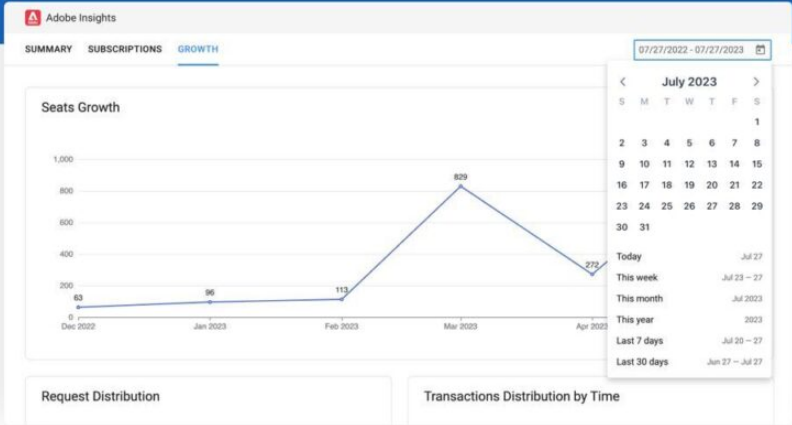 Adobe Insights
SUMMARY SUBSCRIPTIONS GROWTH 07/27/2022 - 07/27/2023
July 2023
S M T W T F S
1
2 3 4 5 6 7 8
9 10 11 12 13 14 15
16 17 18 19 20 21 22
23 24 25 26 27 28 29
30 31
Today Jul 27
This week Jul 23 – 27
This month Jul 2023
This year 2023
Last 7 days Jul 20 – 27
Last 30 days Jun 27 – Jul 27
Seats Growth
1,000
800
600
400
200
0
63
96
113
829
272
Dec 2022 Jan 2023 Feb 2023 Mar 2023 Apr 2023
Request Distribution
Transactions Distribution by Time